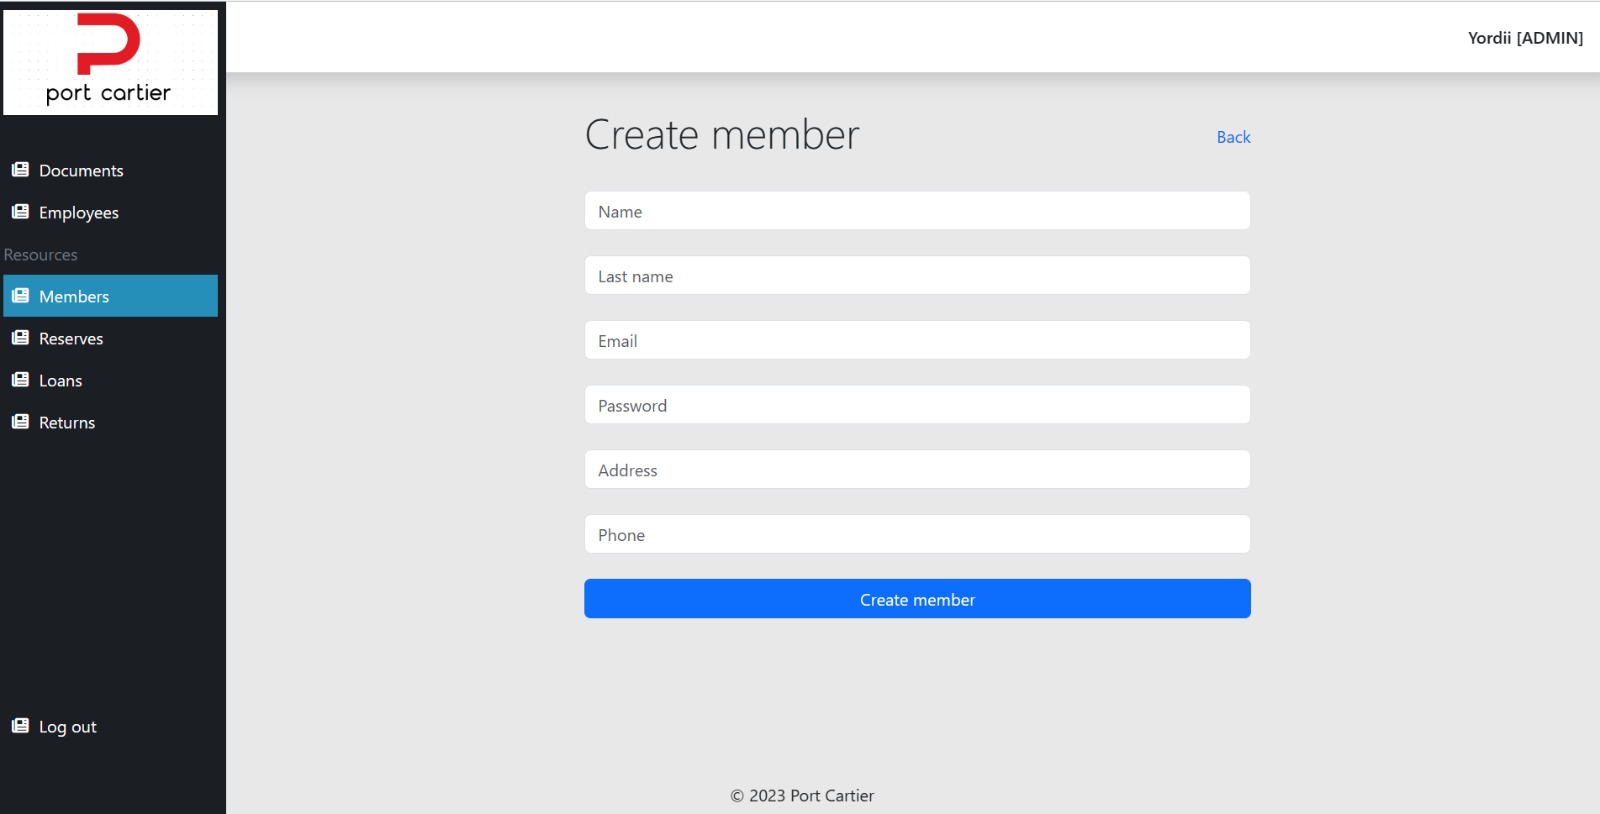 port cartier
Documents
Employees
Resources
Members
Reserves
Loans
Returns
Log out
Yordii [ADMIN]
Create member
Back
Name
Last name
Email
Password
Address
Phone
Create member
© 2023 Port Cartier